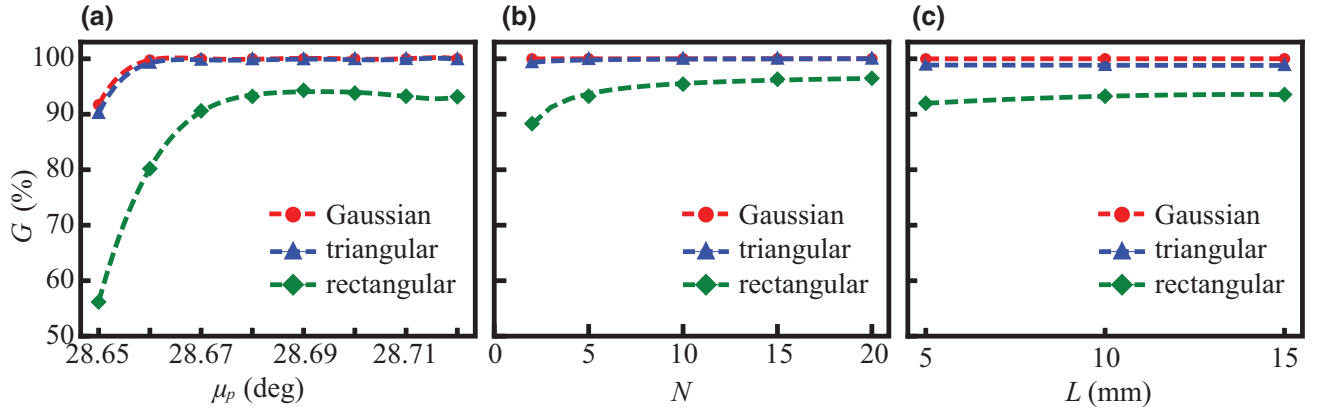 (a)
(b)
(c)
G (%)
100
90
80
70
60
50
Gaussian
triangular
rectangular
28.65 28.67 28.69 28.71
μₚ (deg)
Gaussian
triangular
rectangular
0 5 10 15 20
N
Gaussian
triangular
rectangular
5 10 15
L (mm)